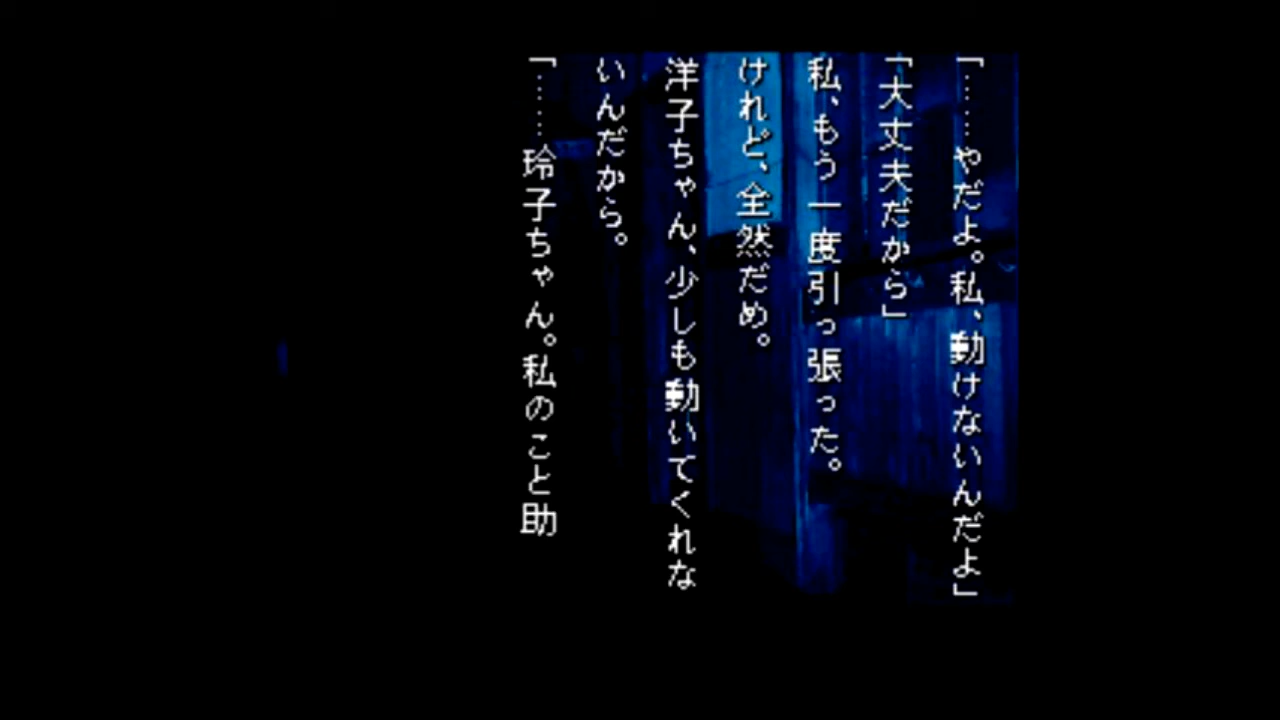 「……やだよ。私、動けないんだよ」
「大丈夫だから」
私、もう一度引っ張った。
けれど、全然だめ。
洋子ちゃん、少しも動いてくれな
いんだから。
「……玲子ちゃん。私のこと助